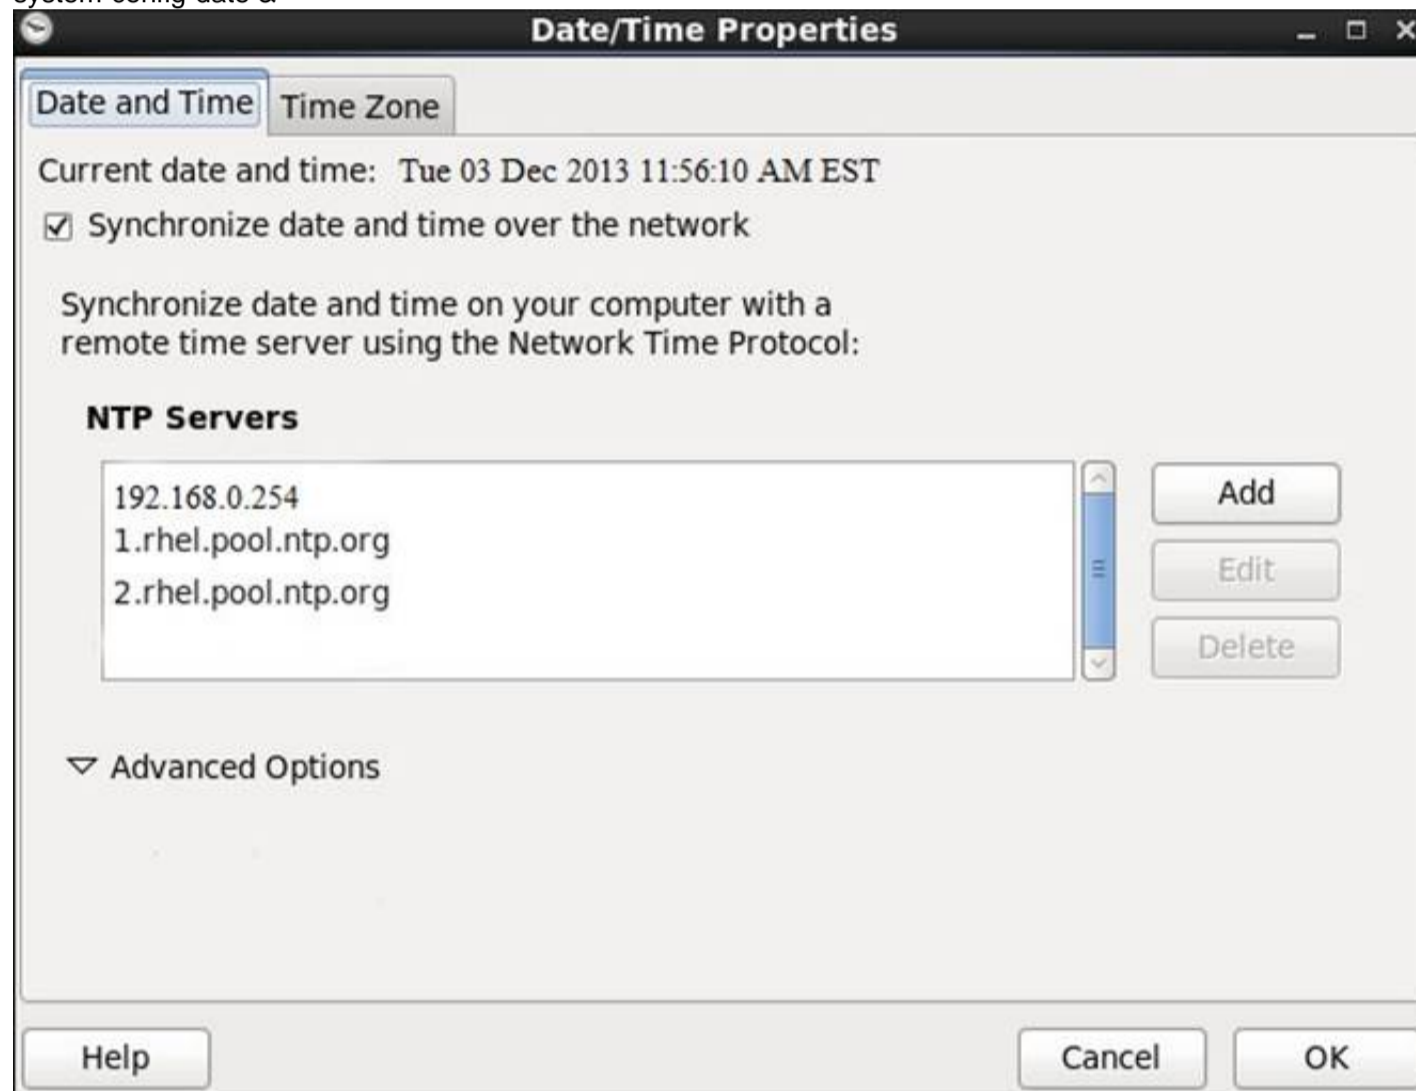 system-config-date &
Date/Time Properties
Date and Time Time Zone
Current date and time: Tue 03 Dec 2013 11:56:10 AM EST
Synchronize date and time over the network
Synchronize date and time on your computer with a
remote time server using the Network Time Protocol:
NTP Servers
192.168.0.254
1.rhel.pool.ntp.org
2.rhel.pool.ntp.org
Add
Edit
Delete
Advanced Options
Help Cancel OK